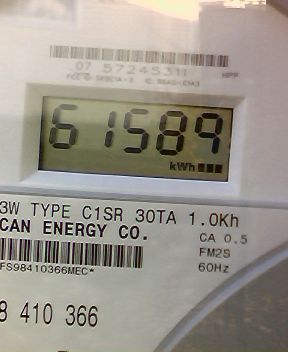 07 57245311
HPP
61589
kWh
3W TYPE C1SR 30TA 1.0Kh
CAN ENERGY CO.
CA 0.5
FM2S
60Hz
FS98410366MEC*
8 410 366